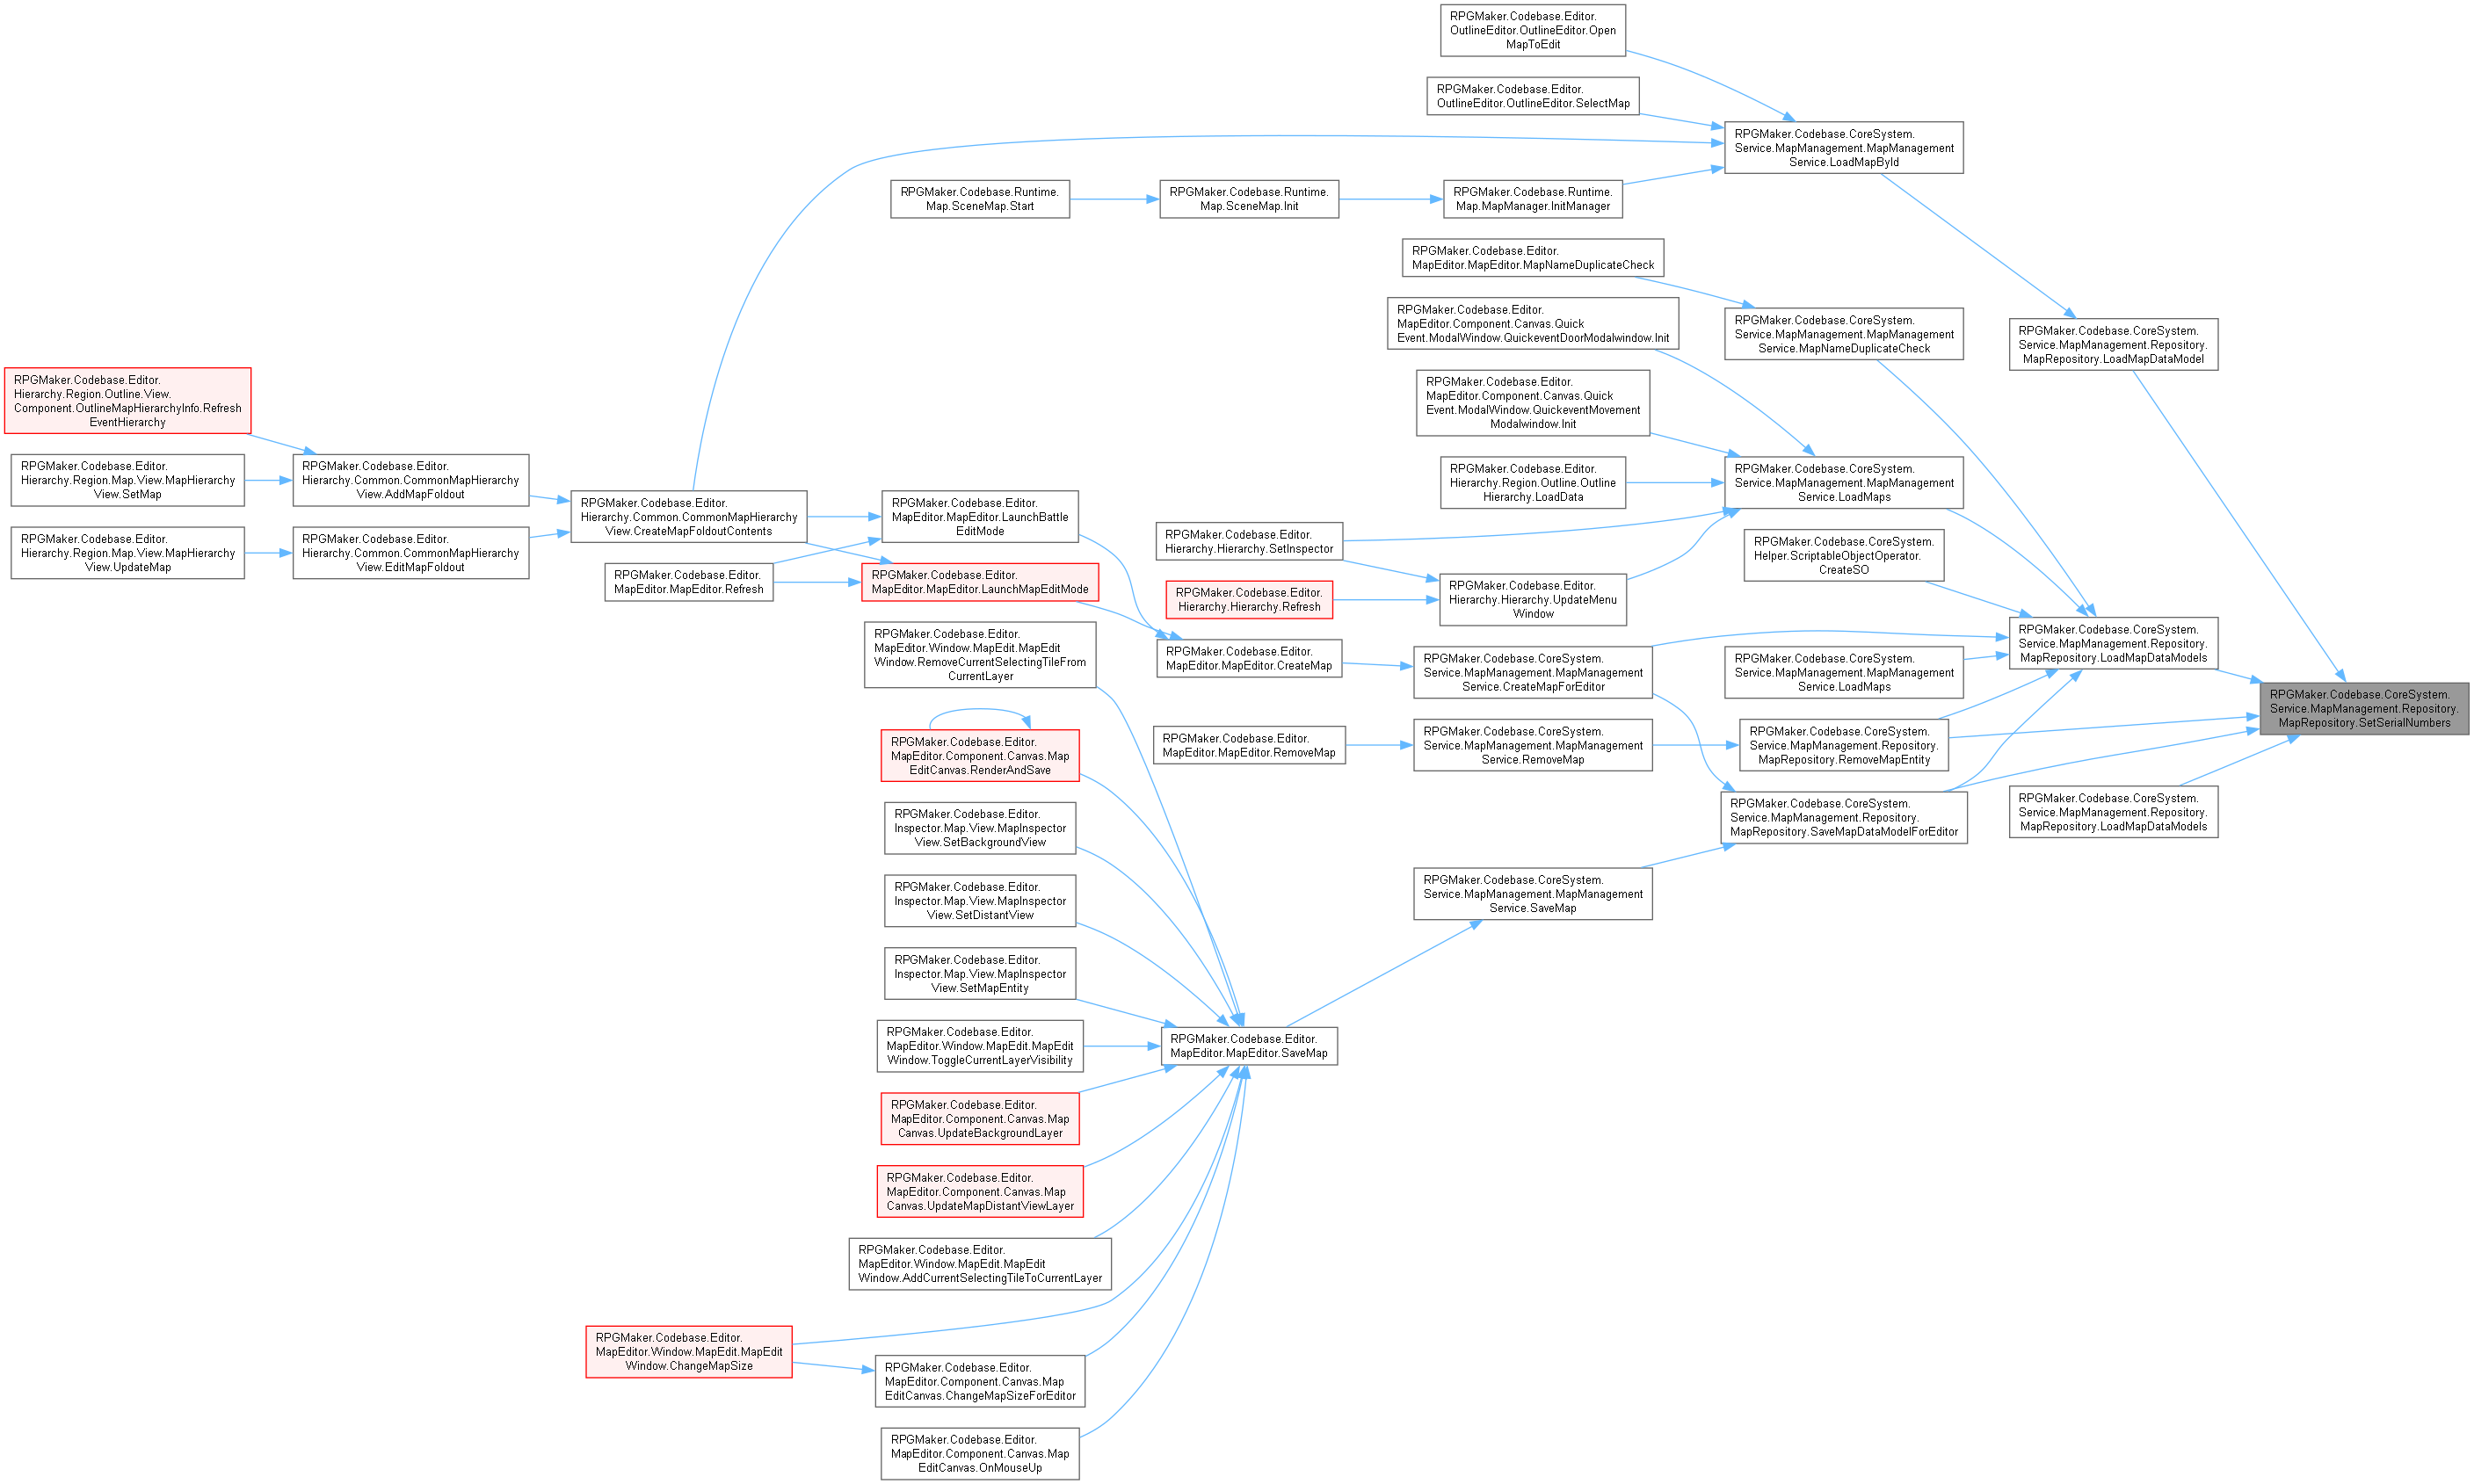 RPGMaker.Codebase.Editor.
OutlineEditor.OutlineEditor.Open
MapToEdit
RPGMaker.Codebase.Editor.
OutlineEditor.OutlineEditor.SelectMap
RPGMaker.Codebase.CoreSystem.
Service.MapManagement.MapManagement
Service.LoadMapById
RPGMaker.Codebase.Runtime.
Map.SceneMap.Start
RPGMaker.Codebase.Runtime.
Map.SceneMap.Init
RPGMaker.Codebase.Runtime.
Map.MapManager.InitManager
RPGMaker.Codebase.Editor.
MapEditor.MapEditor.MapNameDuplicateCheck
RPGMaker.Codebase.Editor.
MapEditor.Component.Canvas.Quick
Event.ModalWindow.QuickeventDoorModalwindow.Init
RPGMaker.Codebase.CoreSystem.
Service.MapManagement.MapManagement
Service.MapNameDuplicateCheck
RPGMaker.Codebase.CoreSystem.
Service.MapManagement.Repository.
MapRepository.LoadMapDataModel
RPGMaker.Codebase.Editor.
Hierarchy.Region.Outline.View.
Component.OutlineMapHierarchyInfo.Refresh
EventHierarchy
RPGMaker.Codebase.Editor.
MapEditor.Component.Canvas.Quick
Event.ModalWindow.QuickeventMovement
Modalwindow.Init
RPGMaker.Codebase.Editor.
Hierarchy.Region.Map.View.MapHierarchy
View.SetMap
RPGMaker.Codebase.Editor.
Hierarchy.Common.CommonMapHierarchy
View.AddMapFoldout
RPGMaker.Codebase.Editor.
Hierarchy.Region.Outline.Outline
Hierarchy.LoadData
RPGMaker.Codebase.CoreSystem.
Service.MapManagement.MapManagement
Service.LoadMaps
RPGMaker.Codebase.Editor.
Hierarchy.Common.CommonMapHierarchy
View.CreateMapFoldoutContents
RPGMaker.Codebase.Editor.
MapEditor.MapEditor.LaunchBattle
EditMode
RPGMaker.Codebase.Editor.
Hierarchy.Region.Map.View.MapHierarchy
View.UpdateMap
RPGMaker.Codebase.Editor.
Hierarchy.Common.CommonMapHierarchy
View.EditMapFoldout
RPGMaker.Codebase.Editor.
Hierarchy.Hierarchy.SetInspector
RPGMaker.Codebase.CoreSystem.
Helper.ScriptableObjectOperator.
CreateSO
RPGMaker.Codebase.Editor.
MapEditor.MapEditor.Refresh
RPGMaker.Codebase.Editor.
MapEditor.MapEditor.LaunchMapEditMode
RPGMaker.Codebase.Editor.
Hierarchy.Hierarchy.Refresh
RPGMaker.Codebase.Editor.
Hierarchy.Hierarchy.UpdateMenu
Window
RPGMaker.Codebase.Editor.
MapEditor.Window.MapEdit.MapEdit
Window.RemoveCurrentSelectingTileFrom
CurrentLayer
RPGMaker.Codebase.Editor.
MapEditor.MapEditor.CreateMap
RPGMaker.Codebase.CoreSystem.
Service.MapManagement.MapManagement
Service.CreateMapForEditor
RPGMaker.Codebase.CoreSystem.
Service.MapManagement.MapManagement
Service.LoadMaps
RPGMaker.Codebase.CoreSystem.
Service.MapManagement.Repository.
MapRepository.LoadMapDataModels
RPGMaker.Codebase.CoreSystem.
Service.MapManagement.Repository.
MapRepository.SetSerialNumbers
RPGMaker.Codebase.Editor.
MapEditor.Component.Canvas.Map
EditCanvas.RenderAndSave
RPGMaker.Codebase.Editor.
MapEditor.MapEditor.RemoveMap
RPGMaker.Codebase.CoreSystem.
Service.MapManagement.MapManagement
Service.RemoveMap
RPGMaker.Codebase.CoreSystem.
Service.MapManagement.Repository.
MapRepository.RemoveMapEntity
RPGMaker.Codebase.Editor.
Inspector.Map.View.MapInspector
View.SetBackgroundView
RPGMaker.Codebase.CoreSystem.
Service.MapManagement.Repository.
MapRepository.SaveMapDataModelForEditor
RPGMaker.Codebase.CoreSystem.
Service.MapManagement.Repository.
MapRepository.LoadMapDataModels
RPGMaker.Codebase.Editor.
Inspector.Map.View.MapInspector
View.SetDistantView
RPGMaker.Codebase.CoreSystem.
Service.MapManagement.MapManagement
Service.SaveMap
RPGMaker.Codebase.Editor.
Inspector.Map.View.MapInspector
View.SetMapEntity
RPGMaker.Codebase.Editor.
MapEditor.Window.MapEdit.MapEdit
Window.ToggleCurrentLayerVisibility
RPGMaker.Codebase.Editor.
MapEditor.MapEditor.SaveMap
RPGMaker.Codebase.Editor.
MapEditor.Component.Canvas.Map
Canvas.UpdateBackgroundLayer
RPGMaker.Codebase.Editor.
MapEditor.Component.Canvas.Map
Canvas.UpdateMapDistantViewLayer
RPGMaker.Codebase.Editor.
MapEditor.Window.MapEdit.MapEdit
Window.AddCurrentSelectingTileToCurrentLayer
RPGMaker.Codebase.Editor.
MapEditor.Window.MapEdit.MapEdit
Window.ChangeMapSize
RPGMaker.Codebase.Editor.
MapEditor.Component.Canvas.Map
EditCanvas.ChangeMapSizeForEditor
RPGMaker.Codebase.Editor.
MapEditor.Component.Canvas.Map
EditCanvas.OnMouseUp